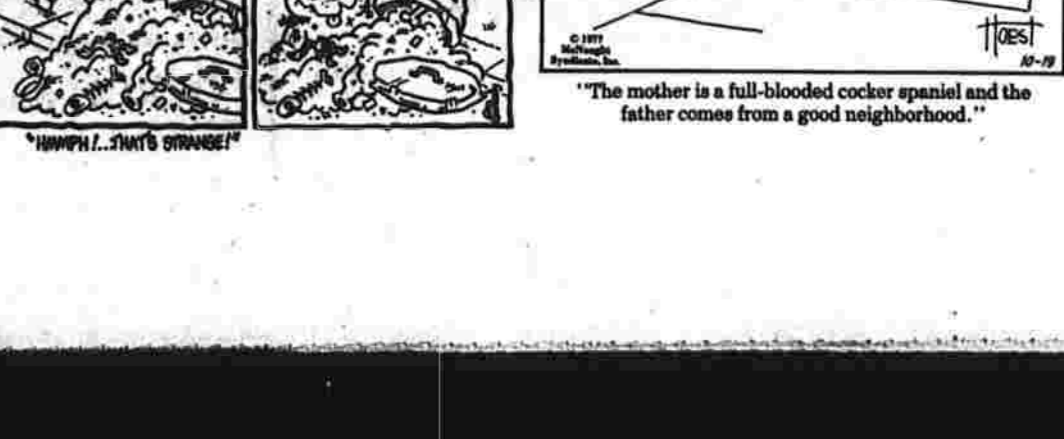 "HMMPH!...THAT'S STRANGE!"
© 1977
McNaught
Syndicate, Inc.
HOEST
10-19
"The mother is a full-blooded cocker spaniel and the
father comes from a good neighborhood."